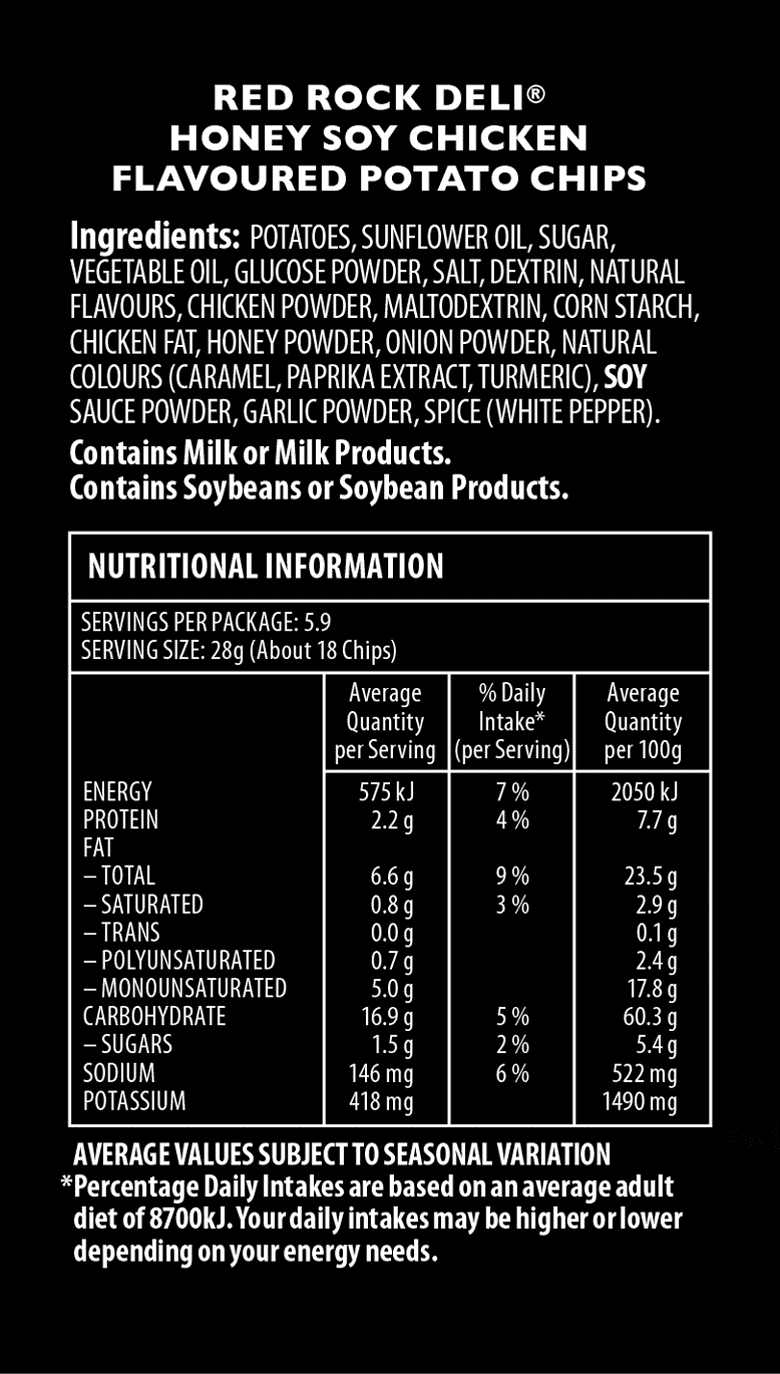 RED ROCK DELI®
HONEY SOY CHICKEN
FLAVOURED POTATO CHIPS
Ingredients: POTATOES, SUNFLOWER OIL, SUGAR,
VEGETABLE OIL, GLUCOSE POWDER, SALT, DEXTRIN, NATURAL
FLAVOURS, CHICKEN POWDER, MALTODEXTRIN, CORN STARCH,
CHICKEN FAT, HONEY POWDER, ONION POWDER, NATURAL
COLOURS (CARAMEL, PAPRIKA EXTRACT, TURMERIC), SOY
SAUCE POWDER, GARLIC POWDER, SPICE (WHITE PEPPER).
Contains Milk or Milk Products.
Contains Soybeans or Soybean Products.
NUTRITIONAL INFORMATION
SERVINGS PER PACKAGE: 5.9
SERVING SIZE: 28g (About 18 Chips)
Average % Daily Average
Quantity Intake* Quantity
per Serving (per Serving) per 100g
ENERGY 575 kJ 7 % 2050 kJ
PROTEIN 2.2 g 4 % 7.7 g
FAT
– TOTAL 6.6 g 9 % 23.5 g
– SATURATED 0.8 g 3 % 2.9 g
– TRANS 0.0 g 0.1 g
– POLYUNSATURATED 0.7 g 2.4 g
– MONOUNSATURATED 5.0 g 17.8 g
CARBOHYDRATE 16.9 g 5 % 60.3 g
– SUGARS 1.5 g 2 % 5.4 g
SODIUM 146 mg 6 % 522 mg
POTASSIUM 418 mg 1490 mg
AVERAGE VALUES SUBJECT TO SEASONAL VARIATION
*Percentage Daily Intakes are based on an average adult
diet of 8700kJ. Your daily intakes may be higher or lower
depending on your energy needs.